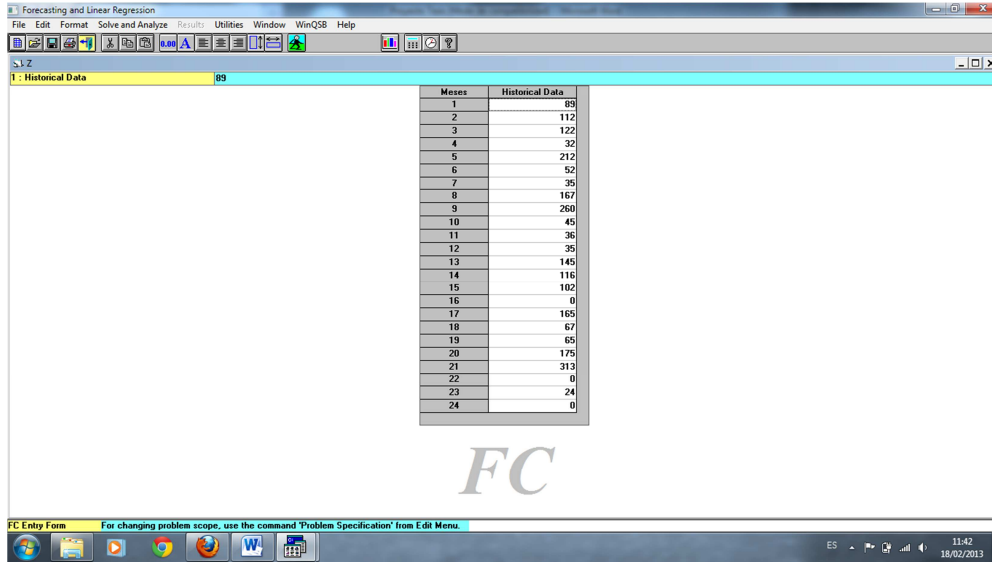 Forecasting and Linear Regression
File Edit Format Solve and Analyze Results Utilities Window WinQSB Help
0.00 A ?
Z
1 : Historical Data 89
Meses Historical Data
1 89
2 112
3 122
4 32
5 212
6 52
7 35
8 167
9 260
10 45
11 36
12 35
13 145
14 116
15 102
16 0
17 165
18 67
19 65
20 175
21 313
22 0
23 24
24 0
FC
FC Entry Form For changing problem scope, use the command 'Problem Specification' from Edit Menu.
W ES 11:42
18/02/2013